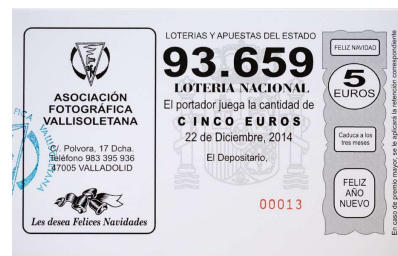 ASOCIACIÓN
FOTOGRÁFICA
VALLISOLETANA
C/. Polvora, 17 Dcha.
Teléfono 983 395 936
47005 VALLADOLID
Les desea Felices Navidades
LOTERIAS Y APUESTAS DEL ESTADO
93.659
LOTERIA NACIONAL
El portador juega la cantidad de
CINCO EUROS
22 de Diciembre, 2014
El Depositario,
00013
FELIZ NAVIDAD
5
EUROS
Caduca a los
tres meses
FELIZ
AÑO
NUEVO
En caso de premio mayor, se le aplicará la retención correspondiente